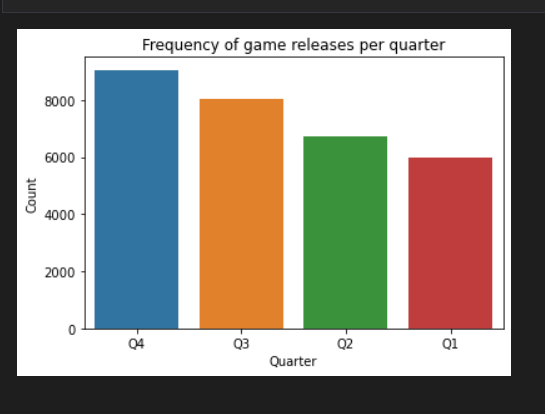 Frequency of game releases per quarter
Count
8000
6000
4000
2000
0
Q4 Q3 Q2 Q1
Quarter